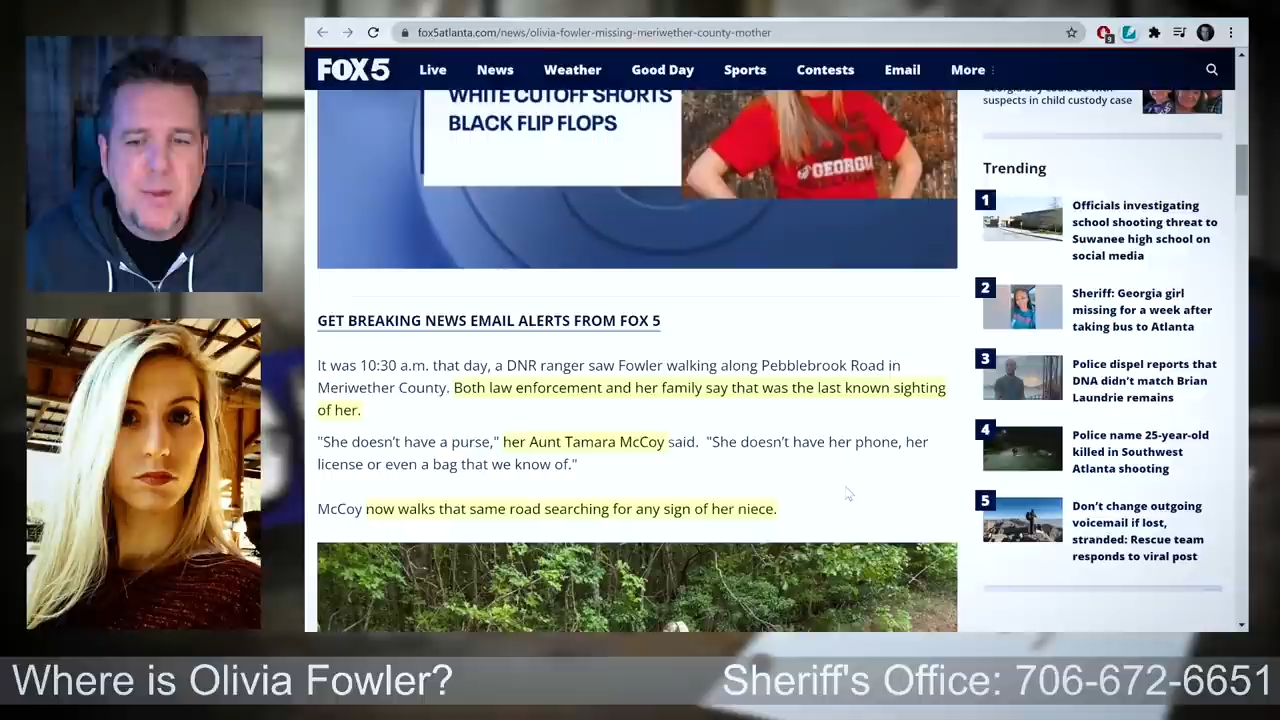 fox5atlanta.com/news/olivia-fowler-missing-meriwether-county-mother
9
FOX 5
Live
News
Weather
Good Day
Sports
Contests
Email
More
WHITE CUTOFF SHORTS
BLACK FLIP FLOPS
GEORGIA
suspects in child custody case
GET BREAKING NEWS EMAIL ALERTS FROM FOX 5
It was 10:30 a.m. that day, a DNR ranger saw Fowler walking along Pebblebrook Road in
Meriwether County. Both law enforcement and her family say that was the last known sighting
of her.
"She doesn't have a purse," her Aunt Tamara McCoy said. "She doesn't have her phone, her
license or even a bag that we know of."
McCoy now walks that same road searching for any sign of her niece.
Trending
1
Officials investigating
school shooting threat to
Suwanee high school on
social media
2
Sheriff: Georgia girl
missing for a week after
taking bus to Atlanta
3
Police dispel reports that
DNA didn't match Brian
Laundrie remains
4
Police name 25-year-old
killed in Southwest
Atlanta shooting
5
Don't change outgoing
voicemail if lost,
stranded: Rescue team
responds to viral post
Where is Olivia Fowler?
Sheriff's Office: 706-672-6651